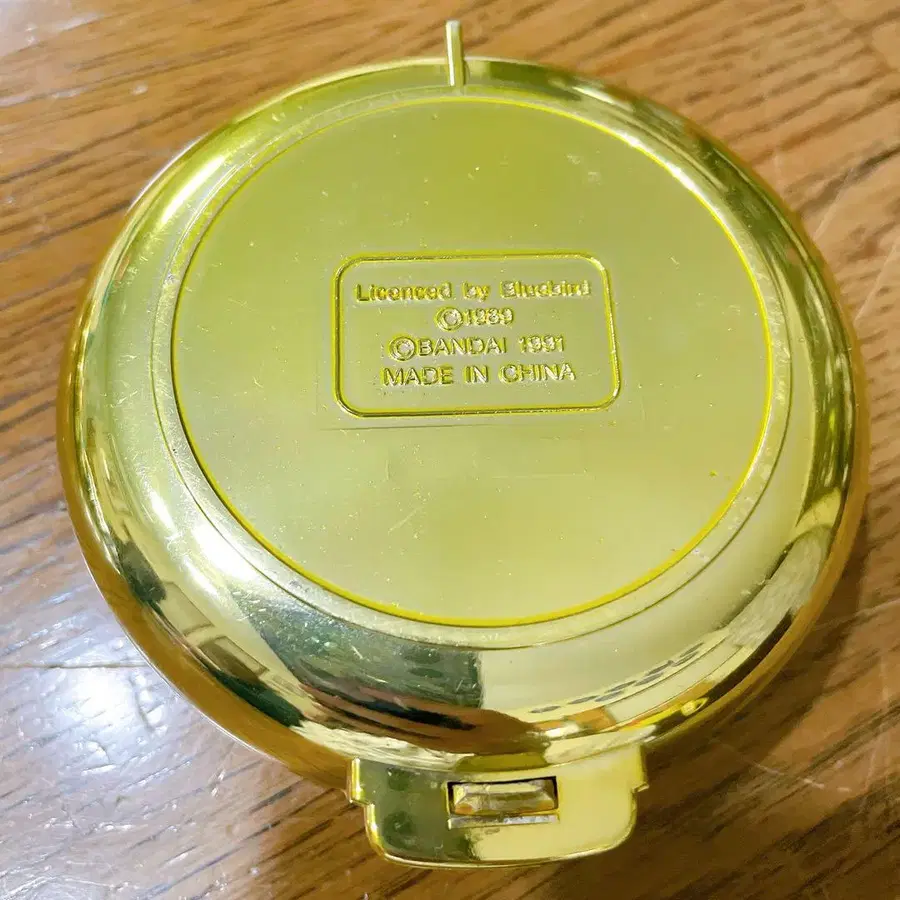 Licenced by Bluebird
©1989
©BANDAI 1991
MADE IN CHINA